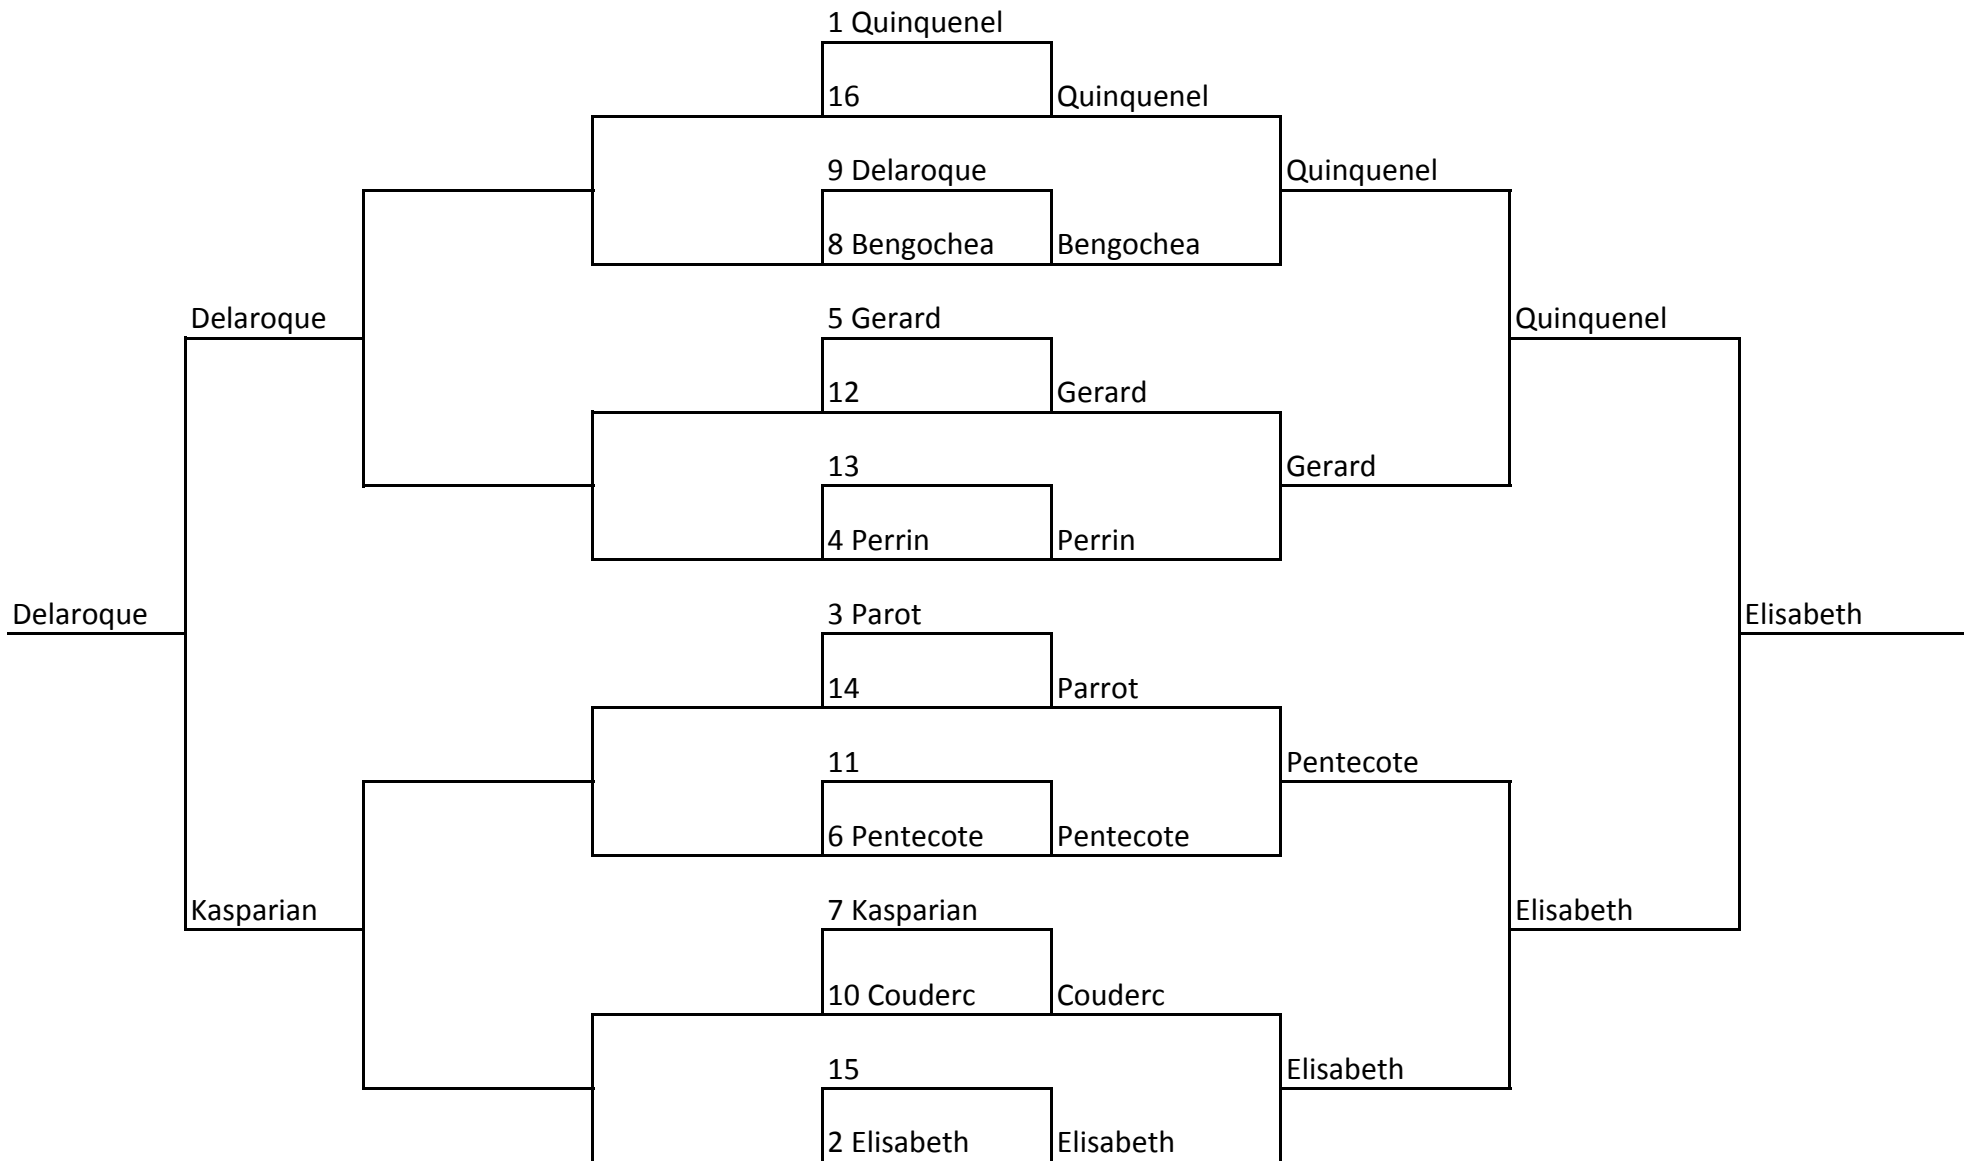 1 Quinquenel
16
Quinquenel
9 Delaroque
Quinquenel
8 Bengochea
Bengochea
Delaroque
5 Gerard
Quinquenel
12
Gerard
13
Gerard
4 Perrin
Perrin
Delaroque
3 Parot
Elisabeth
14
Parrot
11
Pentecote
6 Pentecote
Pentecote
Kasparian
7 Kasparian
Elisabeth
10 Couderc
Couderc
15
Elisabeth
2 Elisabeth
Elisabeth